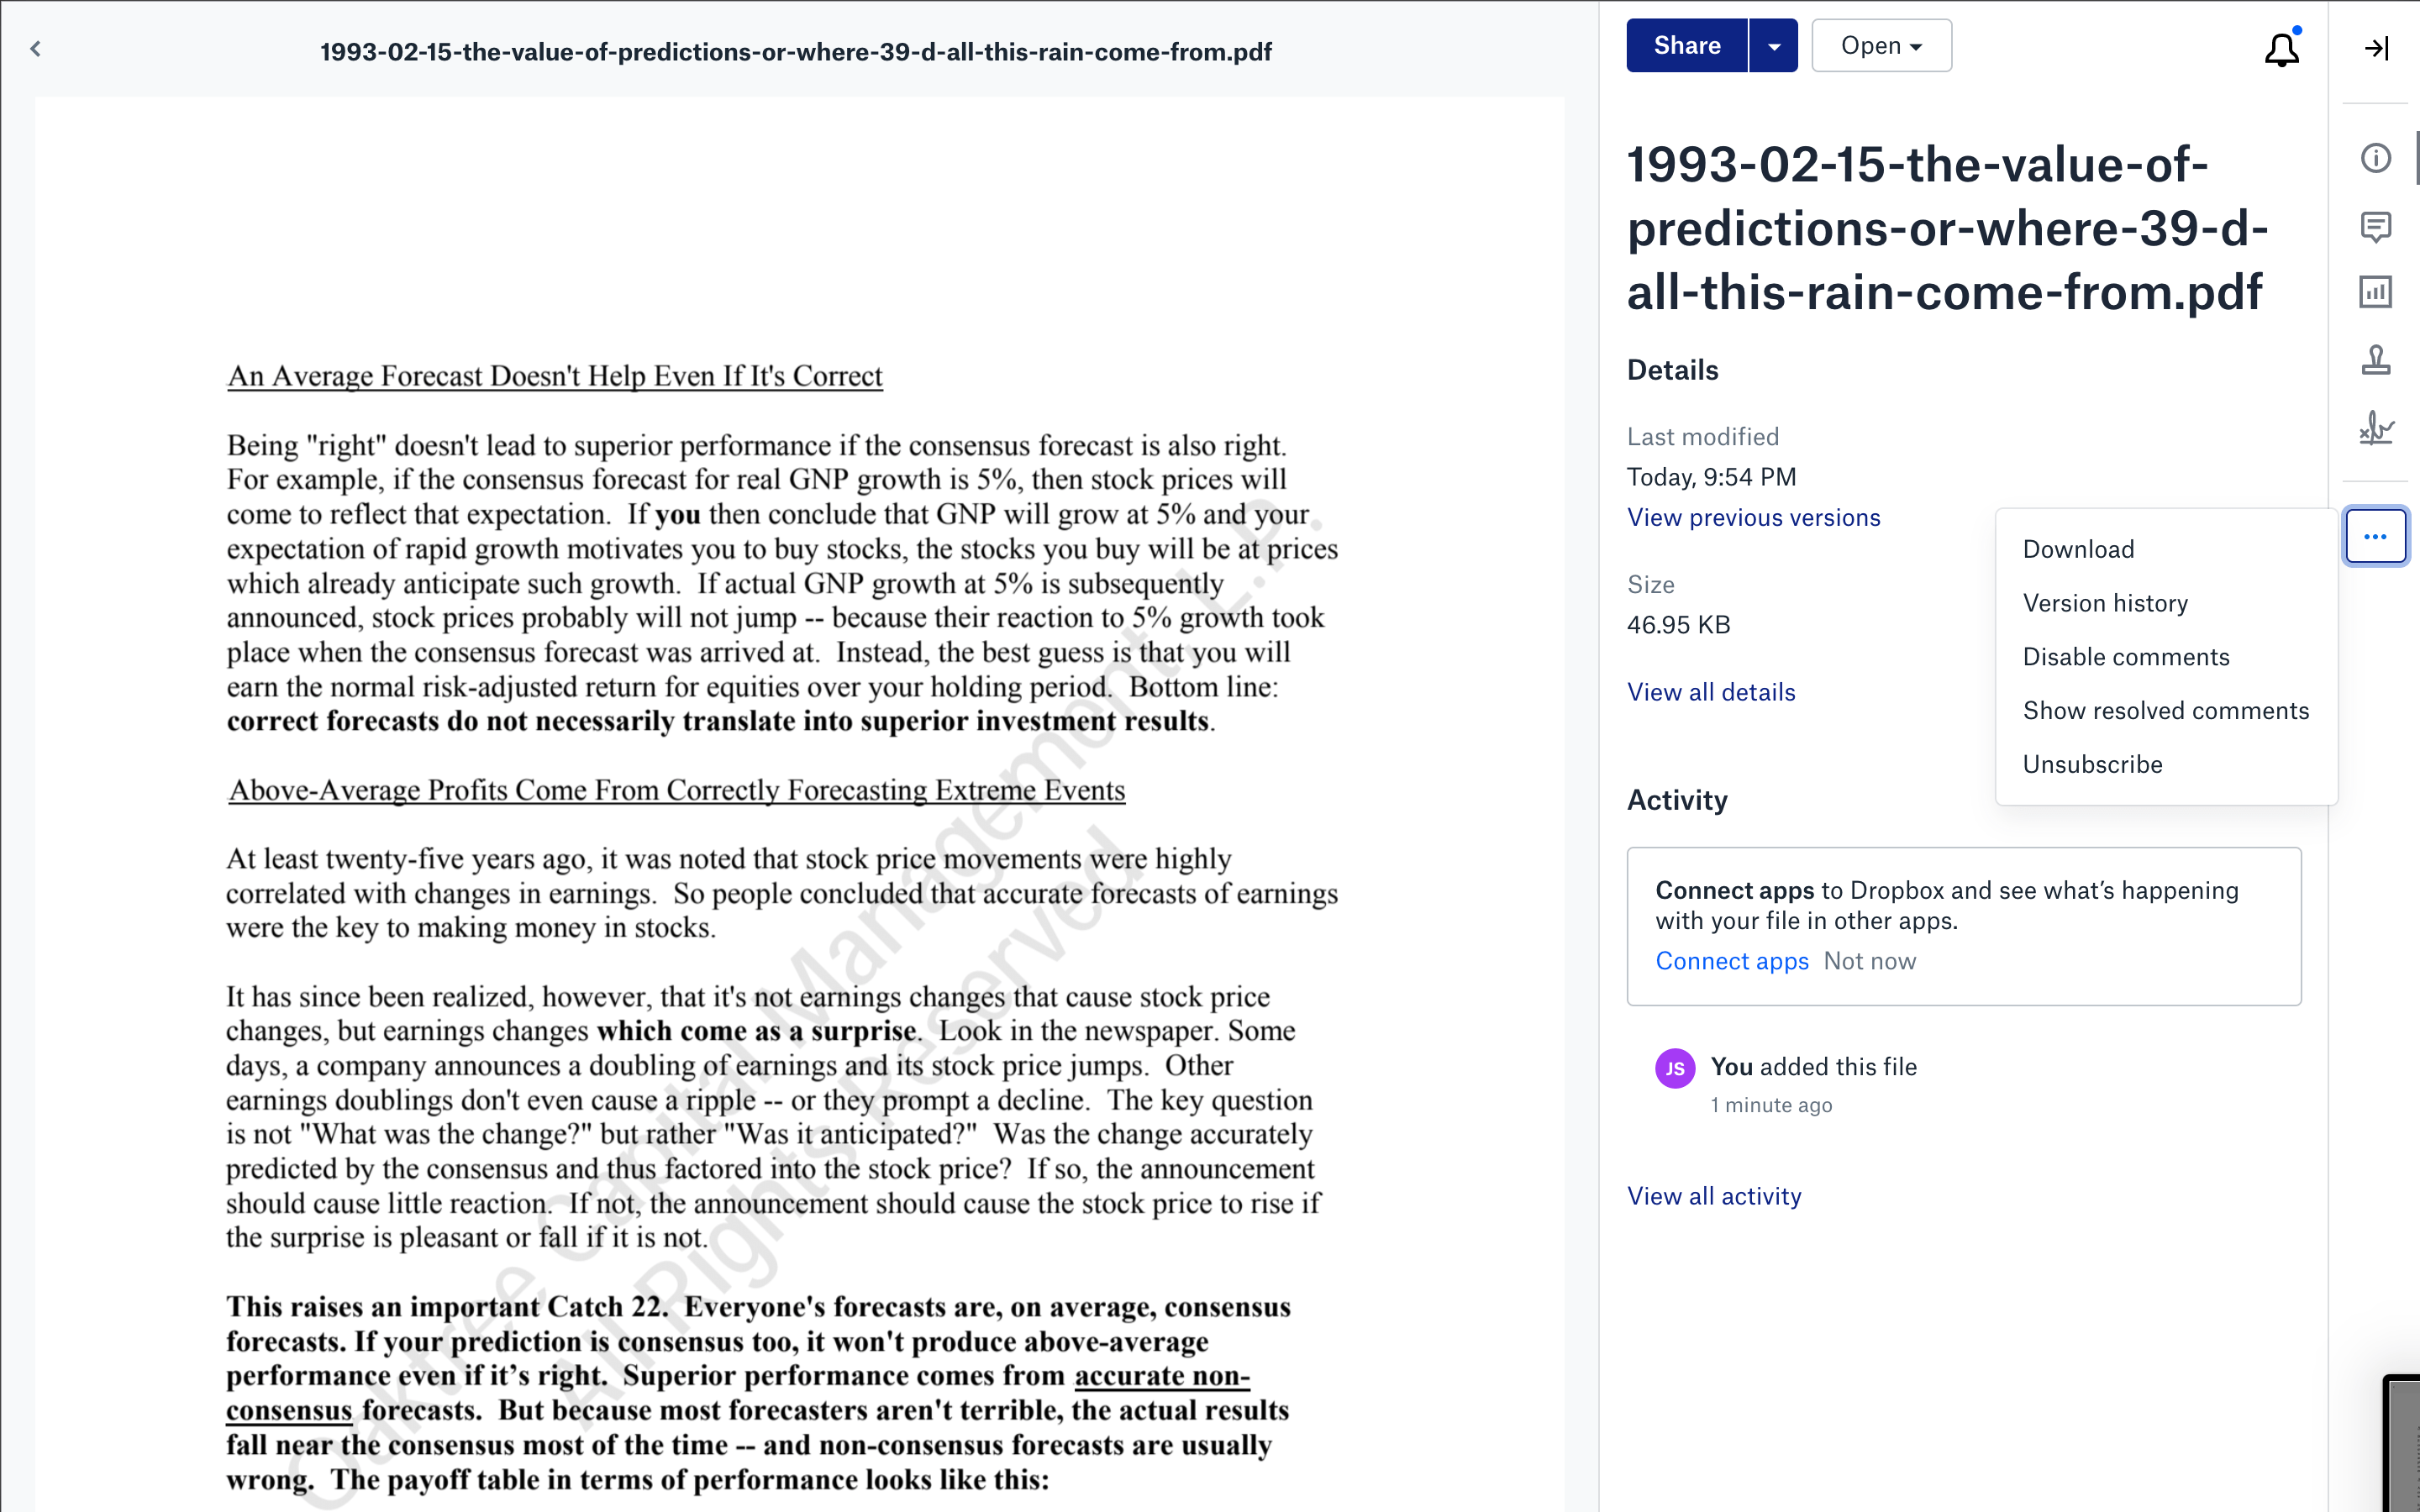 1993-02-15-the-value-of-predictions-or-where-39-d-all-this-rain-come-from.pdf
An Average Forecast Doesn't Help Even If It's Correct
Being "right" doesn't lead to superior performance if the consensus forecast is also right.
For example, if the consensus forecast for real GNP growth is 5%, then stock prices will
come to reflect that expectation.  If you then conclude that GNP will grow at 5% and your
expectation of rapid growth motivates you to buy stocks, the stocks you buy will be at prices
which already anticipate such growth.  If actual GNP growth at 5% is subsequently
announced, stock prices probably will not jump -- because their reaction to 5% growth took
place when the consensus forecast was arrived at.  Instead, the best guess is that you will
earn the normal risk-adjusted return for equities over your holding period.  Bottom line:
correct forecasts do not necessarily translate into superior investment results.
Above-Average Profits Come From Correctly Forecasting Extreme Events
At least twenty-five years ago, it was noted that stock price movements were highly
correlated with changes in earnings.  So people concluded that accurate forecasts of earnings
were the key to making money in stocks.
It has since been realized, however, that it's not earnings changes that cause stock price
changes, but earnings changes which come as a surprise.  Look in the newspaper. Some
days, a company announces a doubling of earnings and its stock price jumps.  Other
earnings doublings don't even cause a ripple -- or they prompt a decline.  The key question
is not "What was the change?" but rather "Was it anticipated?"  Was the change accurately
predicted by the consensus and thus factored into the stock price?  If so, the announcement
should cause little reaction.  If not, the announcement should cause the stock price to rise if
the surprise is pleasant or fall if it is not.
This raises an important Catch 22.  Everyone's forecasts are, on average, consensus
forecasts. If your prediction is consensus too, it won't produce above-average
performance even if it’s right.  Superior performance comes from accurate non-
consensus forecasts.  But because most forecasters aren't terrible, the actual results
fall near the consensus most of the time -- and non-consensus forecasts are usually
wrong.  The payoff table in terms of performance looks like this:
Oaktree Capital Management, L.P.
All Rights Reserved
Share
Open
1993-02-15-the-value-of-
predictions-or-where-39-d-
all-this-rain-come-from.pdf
Details
Last modified
Today, 9:54 PM
View previous versions
Size
46.95 KB
View all details
Download
Version history
Disable comments
Show resolved comments
Unsubscribe
Activity
Connect apps to Dropbox and see what’s happening
with your file in other apps.
Connect apps Not now
JS You added this file
1 minute ago
View all activity